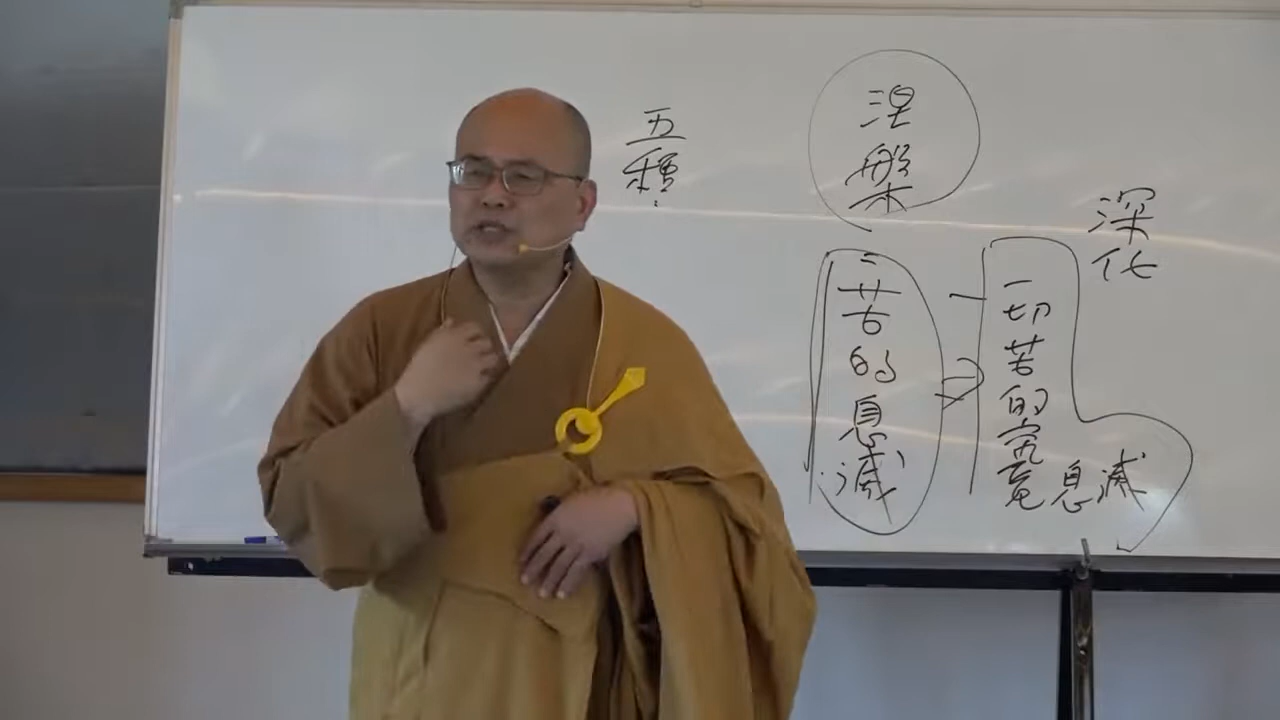 五種
涅槃
苦的息滅
深化
一切苦的究竟息滅